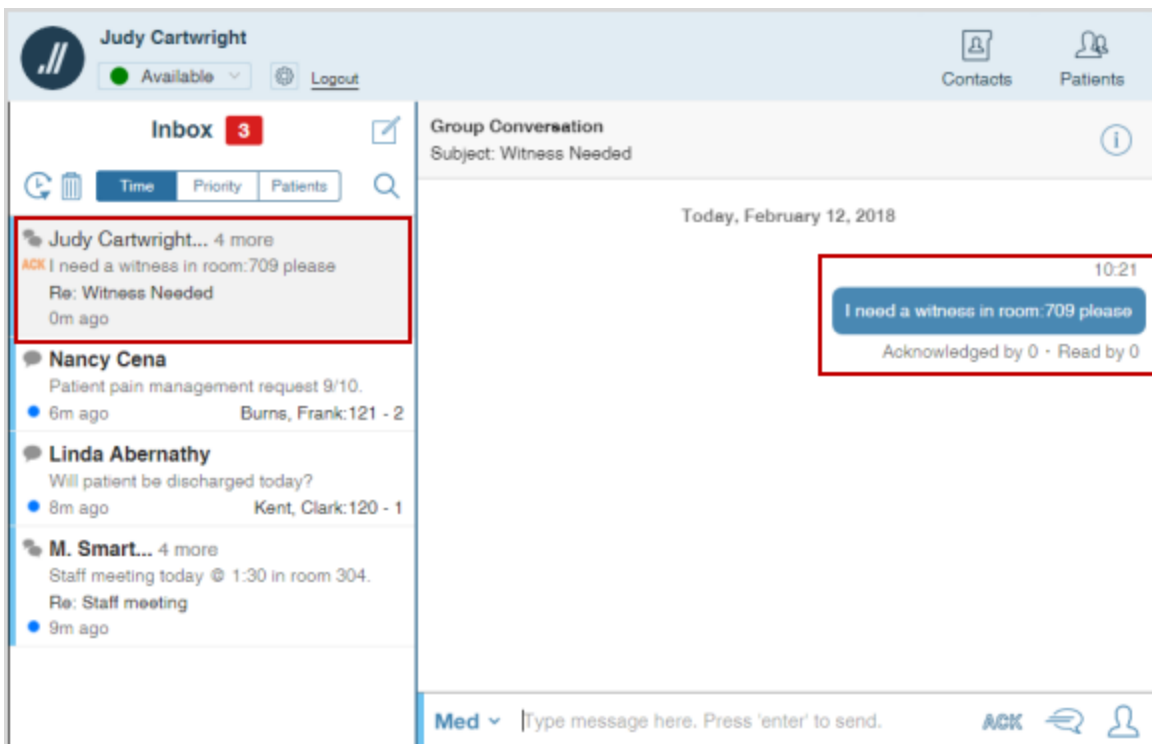 Judy Cartwright
Available
Logout
Contacts
Patients
Inbox 3
Time Priority Patients
Judy Cartwright... 4 more
ACK I need a witness in room:709 please
Re: Witness Needed
0m ago
Nancy Cena
Patient pain management request 9/10.
6m ago Burns, Frank:121 - 2
Linda Abernathy
Will patient be discharged today?
8m ago Kent, Clark:120 - 1
M. Smart... 4 more
Staff meeting today @ 1:30 in room 304.
Re: Staff meeting
9m ago
Group Conversation
Subject: Witness Needed
Today, February 12, 2018
10:21
I need a witness in room:709 please
Acknowledged by 0 · Read by 0
Med Type message here. Press 'enter' to send. ACK